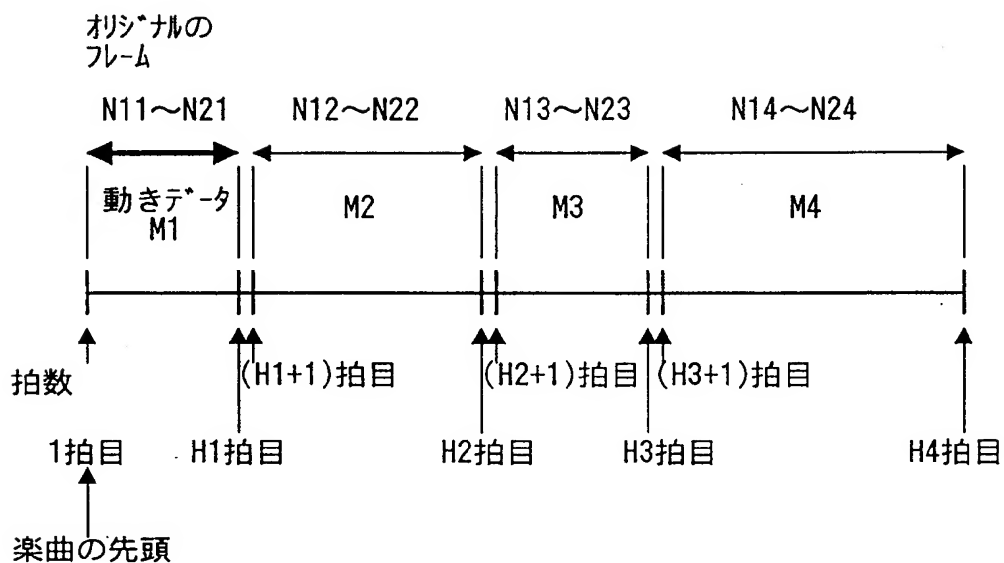 オリシ゛ナルの
フレーム
N11～N21 N12～N22 N13～N23 N14～N24
動きデータ
M1 M2 M3 M4
拍数
(H1+1)拍目 (H2+1)拍目 (H3+1)拍目
1拍目 H1拍目 H2拍目 H3拍目 H4拍目
楽曲の先頭